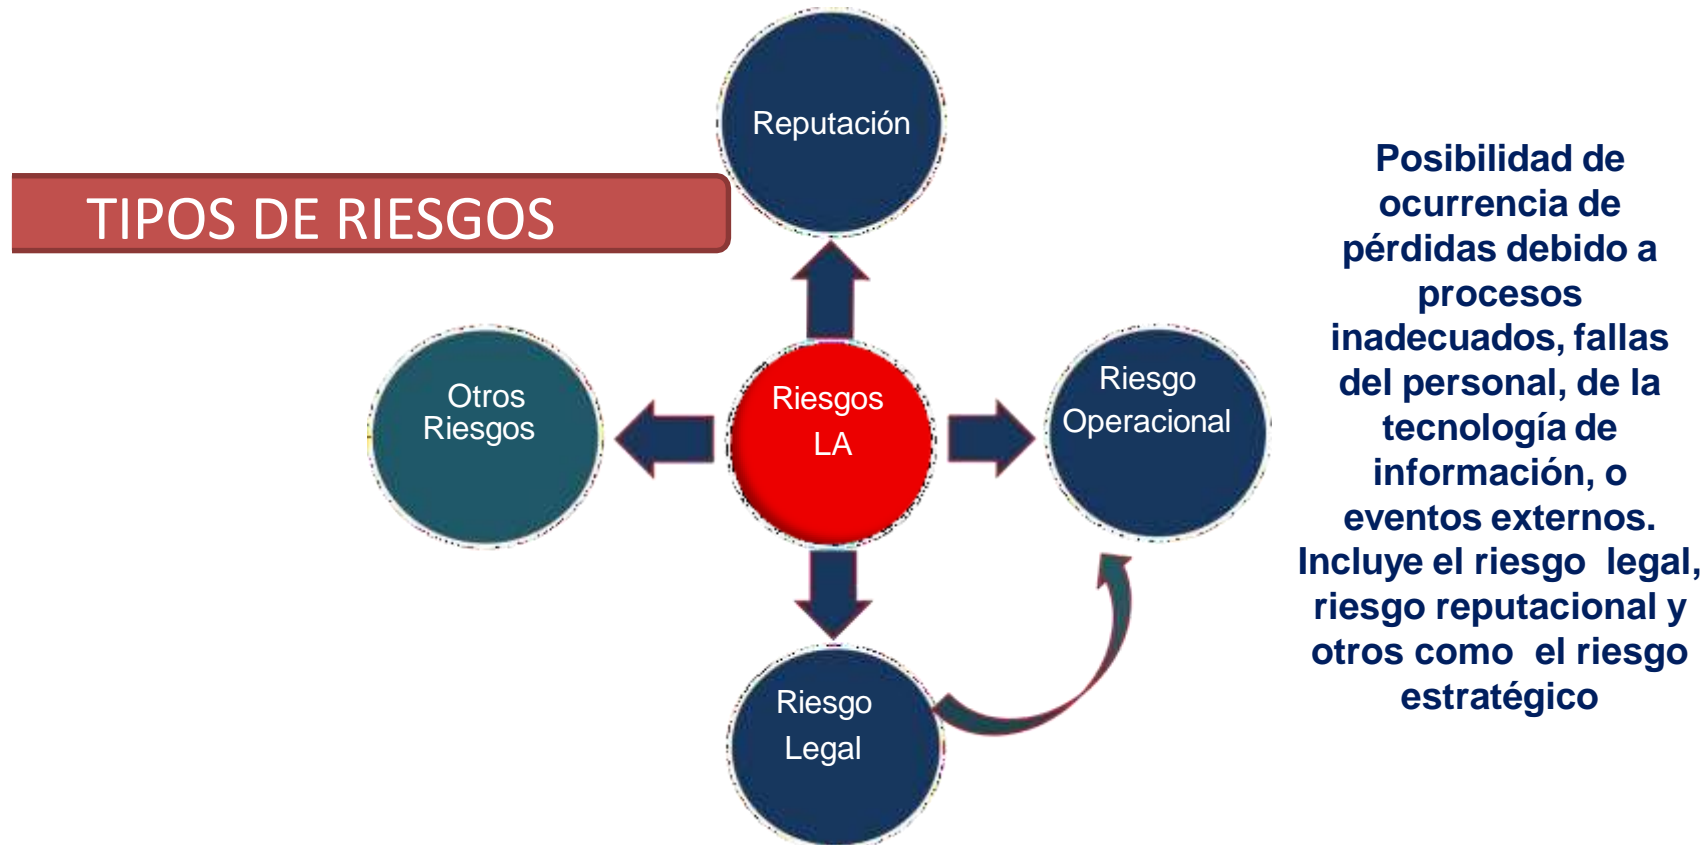 TIPOS DE RIESGOS
Reputación
Otros
Riesgos
Riesgos
LA
Riesgo
Operacional
Riesgo
Legal
Posibilidad de
ocurrencia de
pérdidas debido a
procesos
inadecuados, fallas
del personal, de la
tecnología de
información, o
eventos externos.
Incluye el riesgo legal,
riesgo reputacional y
otros como el riesgo
estratégico